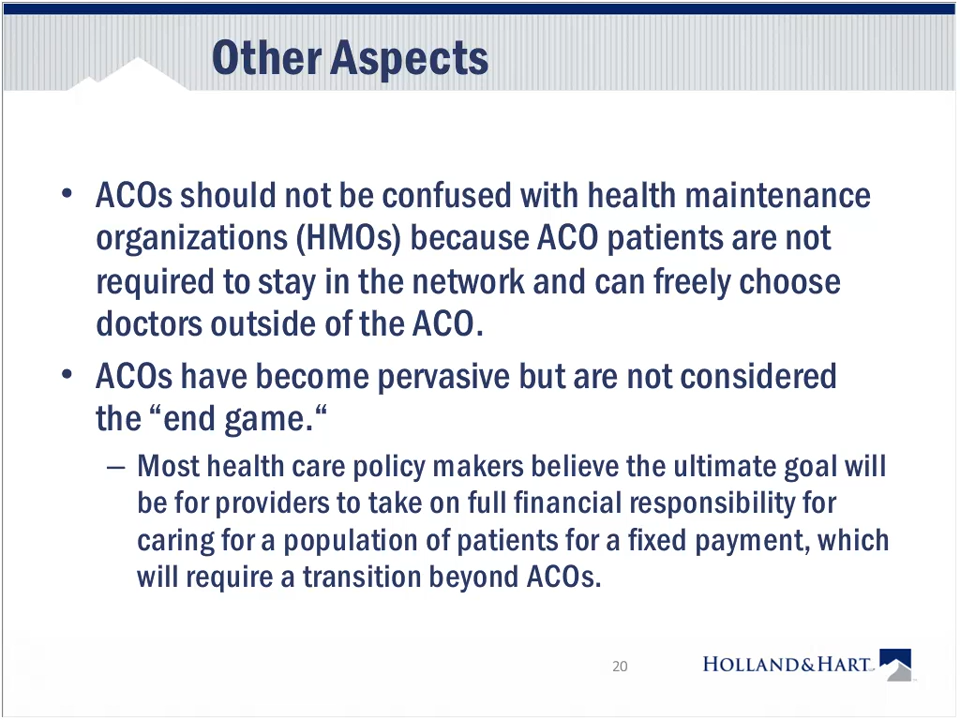 Other Aspects
• ACOs should not be confused with health maintenance
organizations (HMOs) because ACO patients are not
required to stay in the network and can freely choose
doctors outside of the ACO.
• ACOs have become pervasive but are not considered
the “end game.“
– Most health care policy makers believe the ultimate goal will
be for providers to take on full financial responsibility for
caring for a population of patients for a fixed payment, which
will require a transition beyond ACOs.
20
HOLLAND&HART